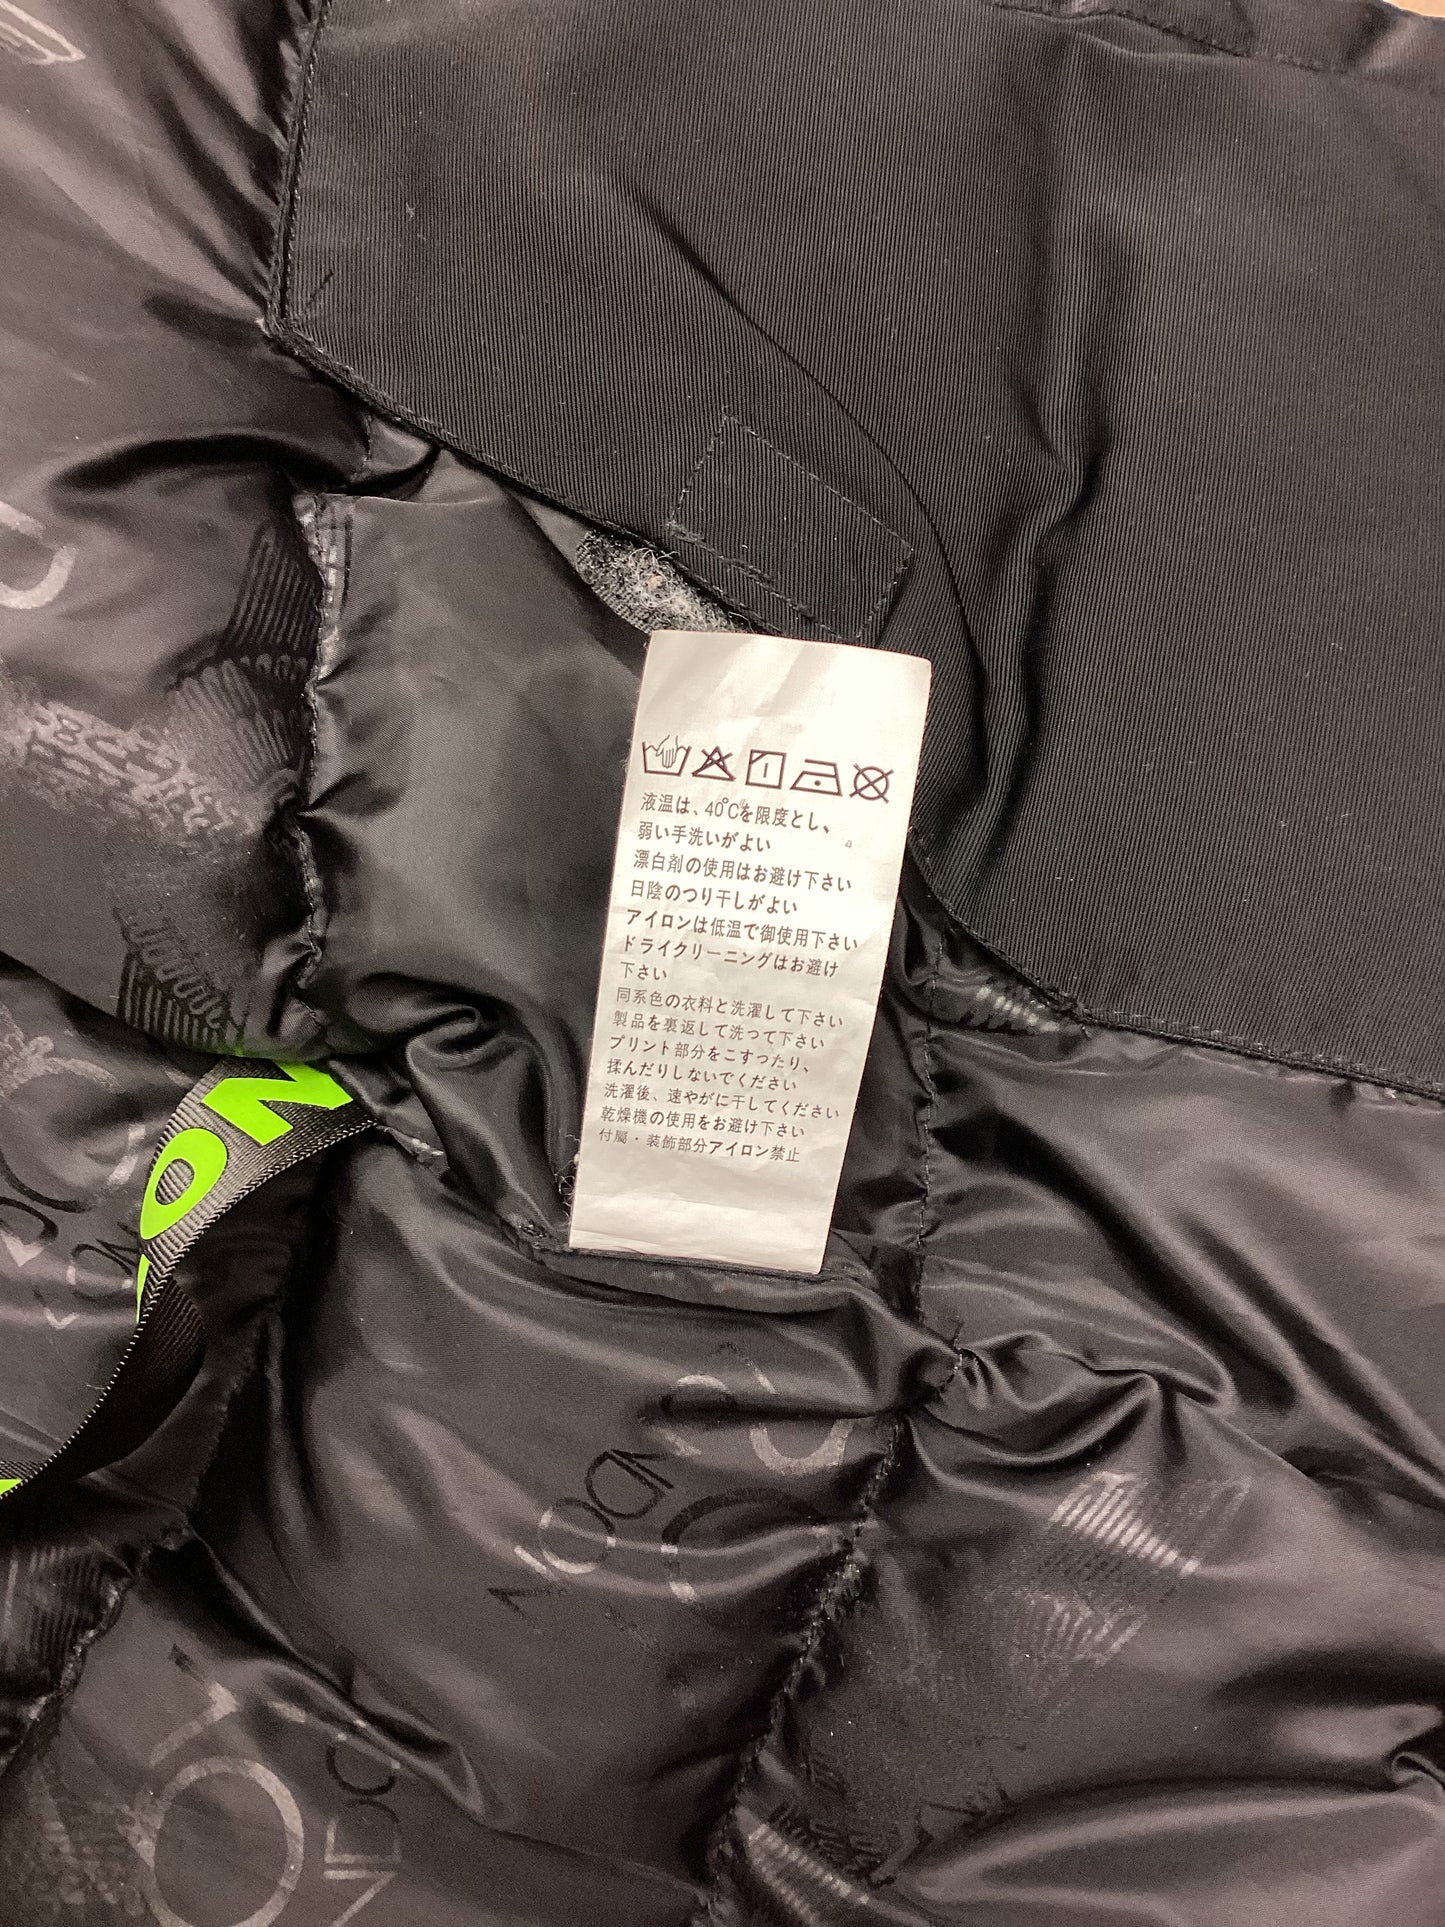 液温は、40℃を限度とし、
弱い手洗いがよい
漂白剤の使用はお避け下さい
日陰のつり干しがよい
アイロンは低温で御使用下さい
ドライクリーニングはお避け
下さい
同系色の衣料と洗濯して下さい
製品を裏返して洗つて下さい
プリント部分をこすったり、
揉んだりしないでください
洗濯後、速やがに干してください
乾燥機の使用をお避け下さい
付属・装飾部分アイロン禁止